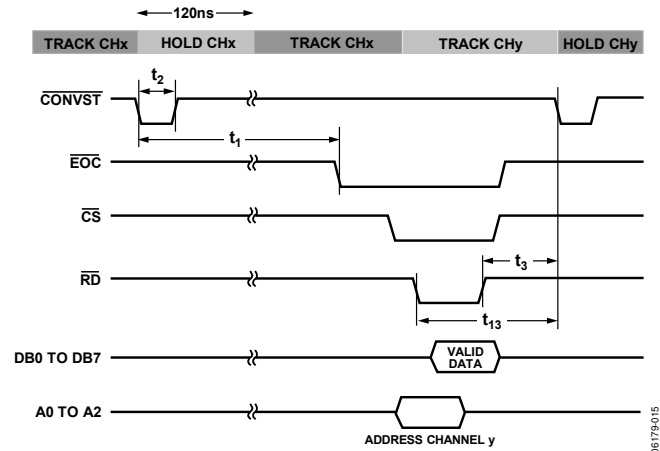 120ns
TRACK CHx HOLD CHx TRACK CHx TRACK CHy HOLD CHy
t2
CONVST
t1
EOC
CS
t3
RD
t13
DB0 TO DB7 VALID DATA
A0 TO A2
ADDRESS CHANNEL y
06179-015